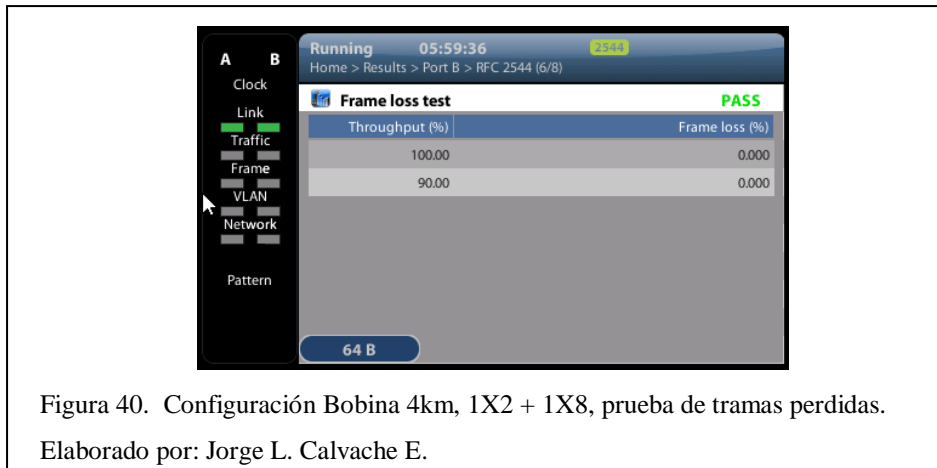 A B
Clock
Link
Traffic
Frame
VLAN
Network
Pattern
Running 05:59:36 2544
Home > Results > Port B > RFC 2544 (6/8)
Frame loss test PASS
Throughput (%) Frame loss (%)
100.00 0.000
90.00 0.000
64 B
Figura 40. Configuración Bobina 4km, 1X2 + 1X8, prueba de tramas perdidas.
Elaborado por: Jorge L. Calvache E.